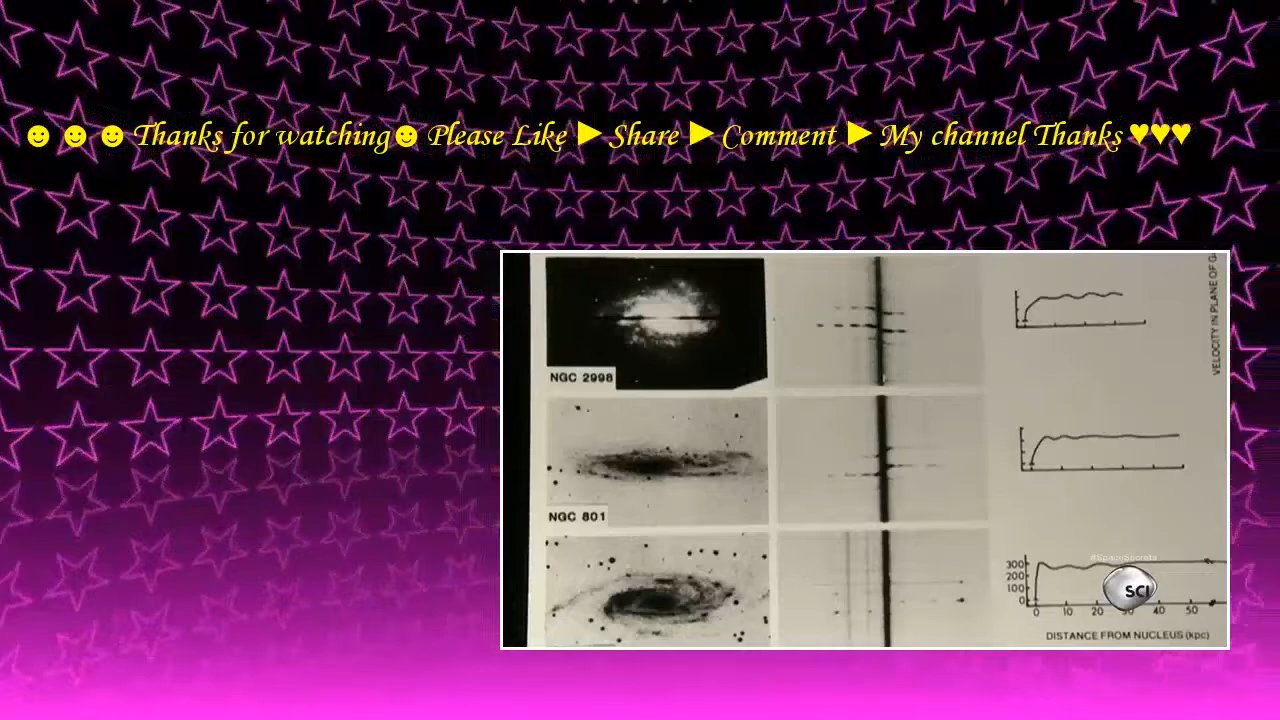 ☻ ☻ ☻ Thanks for watching☻ Please Like ► Share ► Comment ► My channel Thanks ♥♥♥
VELOCITY IN PLANE OF G
NGC 2998
NGC 801
#SpaceSecrets
SCI
300
200
100
0
0 10 20 30 40 50
DISTANCE FROM NUCLEUS (kpc)